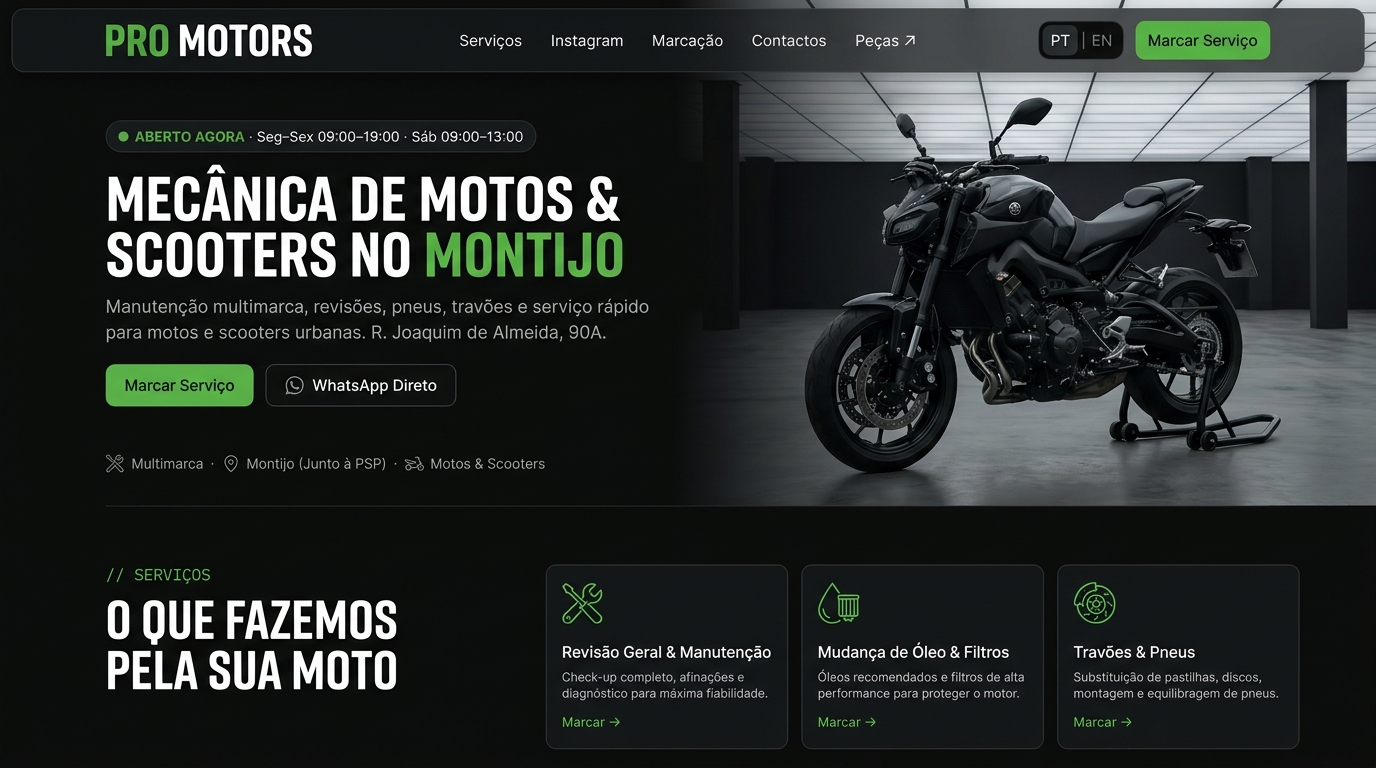 PRO MOTORS
Serviços
Instagram
Marcação
Contactos
Peças ↗
PT | EN
Marcar Serviço
ABERTO AGORA · Seg–Sex 09:00–19:00 · Sáb 09:00–13:00
MECÂNICA DE MOTOS &
SCOOTERS NO MONTIJO
Manutenção multimarca, revisões, pneus, travões e serviço rápido
para motos e scooters urbanas. R. Joaquim de Almeida, 90A.
Marcar Serviço
WhatsApp Direto
Multimarca · Montijo (Junto à PSP) · Motos & Scooters
// SERVIÇOS
O QUE FAZEMOS
PELA SUA MOTO
Revisão Geral & Manutenção
Check-up completo, afinações e
diagnóstico para máxima fiabilidade.
Marcar →
Mudança de Óleo & Filtros
Óleos recomendados e filtros de alta
performance para proteger o motor.
Marcar →
Travões & Pneus
Substituição de pastilhas, discos,
montagem e equilibragem de pneus.
Marcar →